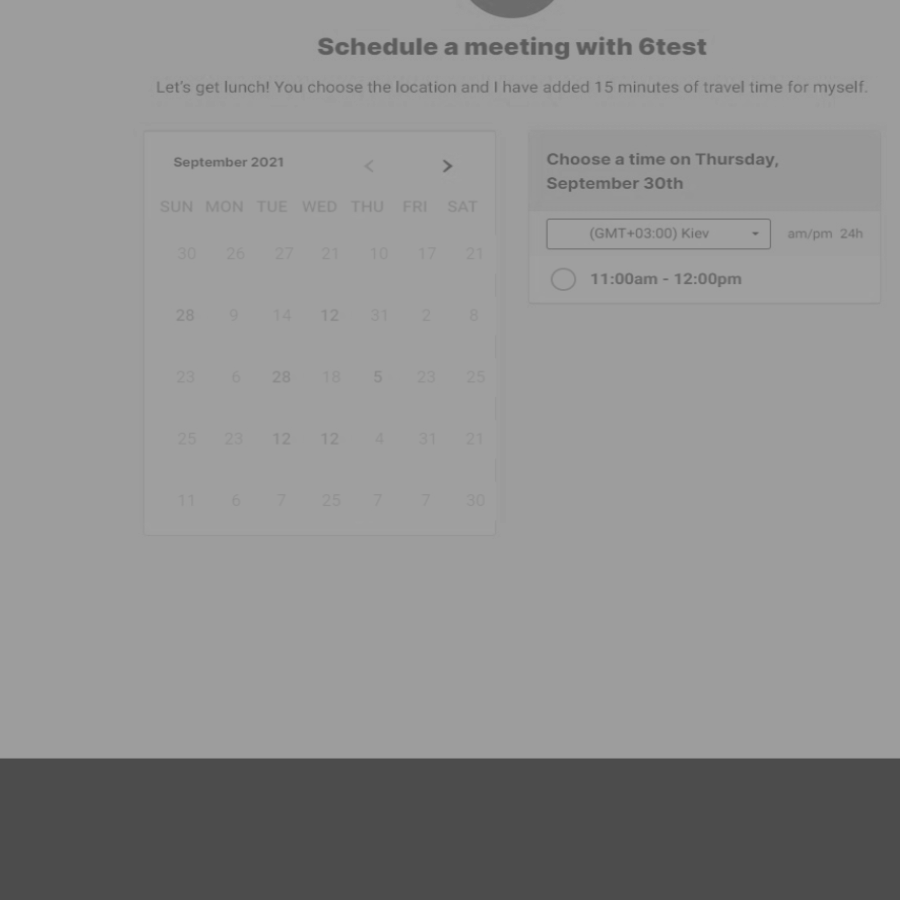 Schedule a meeting with 6test
Let's get lunch! You choose the location and I have added 15 minutes of travel time for myself.
September 2021 < >
SUN MON TUE WED THU FRI SAT
30 26 27 21 10 17 21
28 9 14 12 31 2 8
23 6 28 18 5 23 25
25 23 12 12 4 31 21
11 6 7 25 7 7 30
Choose a time on Thursday,
September 30th
(GMT+03:00) Kiev am/pm 24h
11:00am - 12:00pm